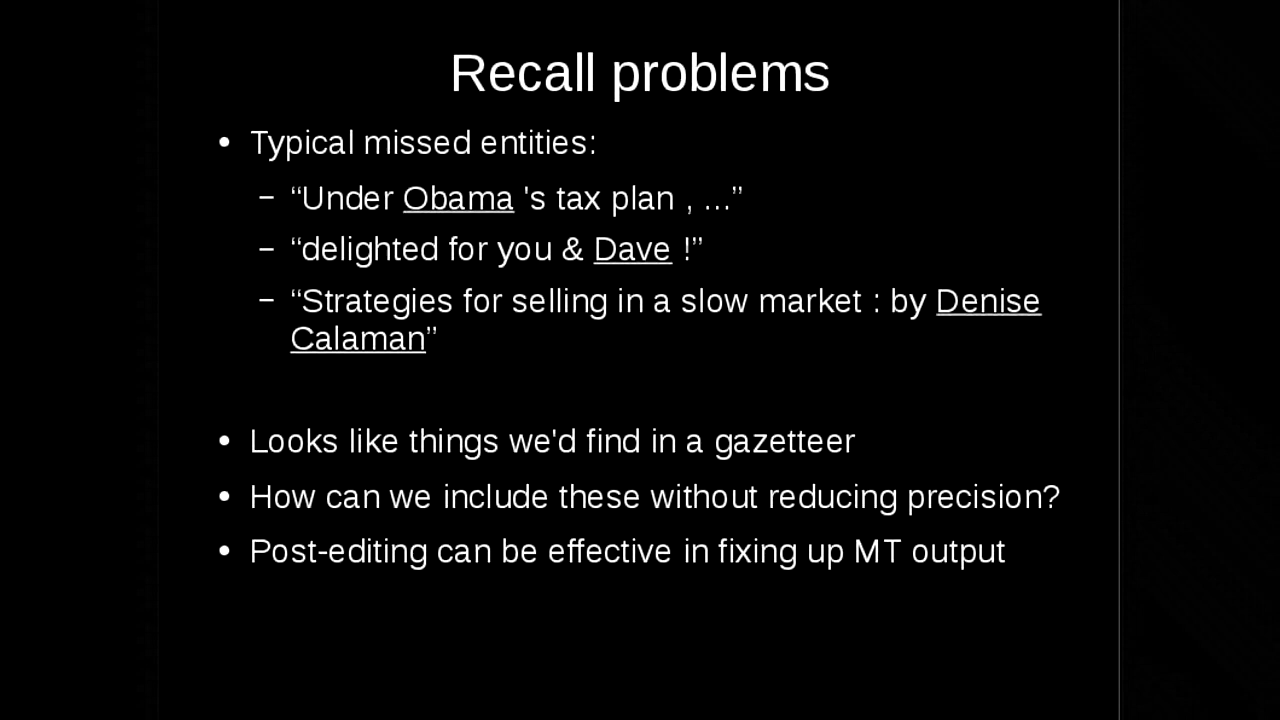 Recall problems
• Typical missed entities:
– “Under Obama 's tax plan , ...”
– “delighted for you & Dave !”
– “Strategies for selling in a slow market : by Denise
Calaman”
• Looks like things we'd find in a gazetteer
• How can we include these without reducing precision?
• Post-editing can be effective in fixing up MT output